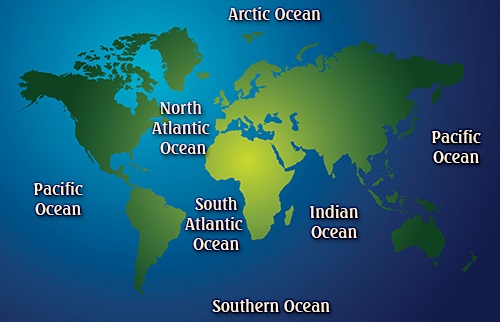 Arctic Ocean
North
Atlantic
Ocean
Pacific
Ocean
Pacific
Ocean
South
Atlantic
Ocean
Indian
Ocean
Southern Ocean